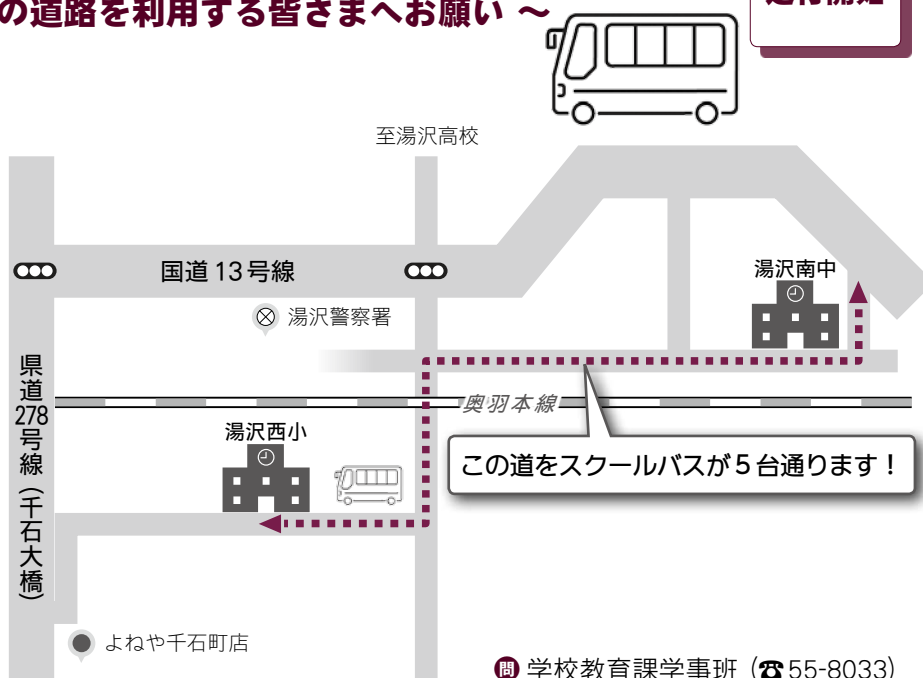 の道路を利用する皆さまへお願い ～
至湯沢高校
国道13号線
湯沢南中
湯沢警察署
県道278号線（千石大橋）
奥羽本線
湯沢西小
この道をスクールバスが5台通ります！
よねや千石町店
問 学校教育課学事班（☎55-8033）